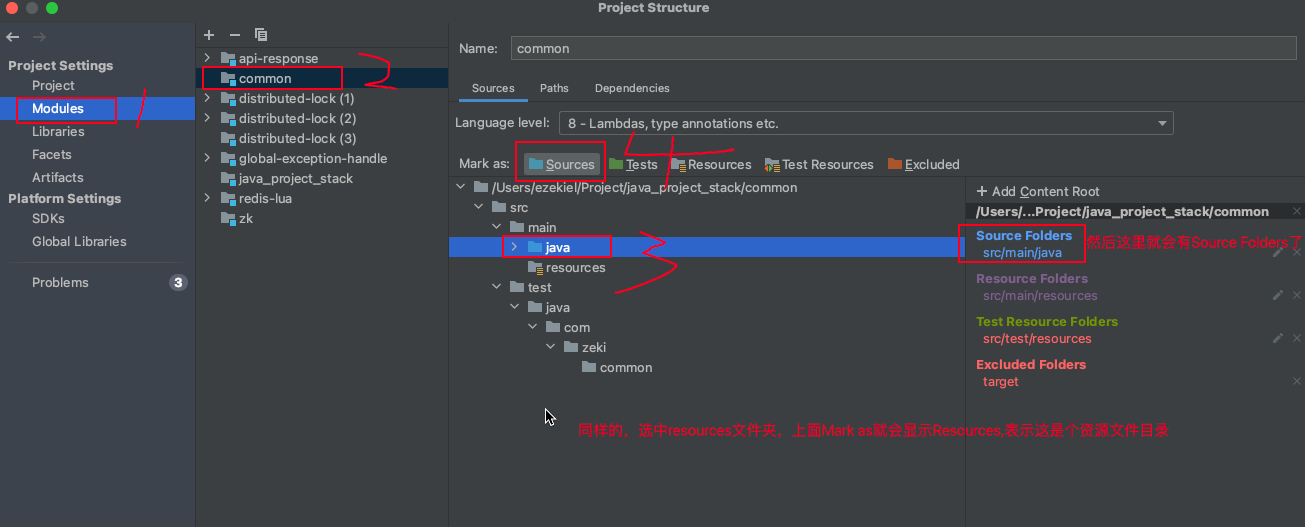 Project Structure
Project Settings
Project
Modules
Libraries
Facets
Artifacts
Platform Settings
SDKs
Global Libraries
Problems
3
1
api-response
common
2
distributed-lock (1)
distributed-lock (2)
distributed-lock (3)
global-exception-handle
java_project_stack
redis-lua
zk
Name:
common
Sources
Paths
Dependencies
Language level:
8 - Lambdas, type annotations etc.
Mark as:
Sources
Tests
Resources
Test Resources
Excluded
4
/Users/ezekiel/Project/java_project_stack/common
src
main
java
3
resources
test
java
com
zeki
common
同样的，选中resources文件夹，上面Mark as就会显示Resources,表示这是个资源文件目录
+ Add Content Root
/Users/...Project/java_project_stack/common
Source Folders
然后这里就会有Source Folders了
src/main/java
Resource Folders
src/main/resources
Test Resource Folders
src/test/resources
Excluded Folders
target